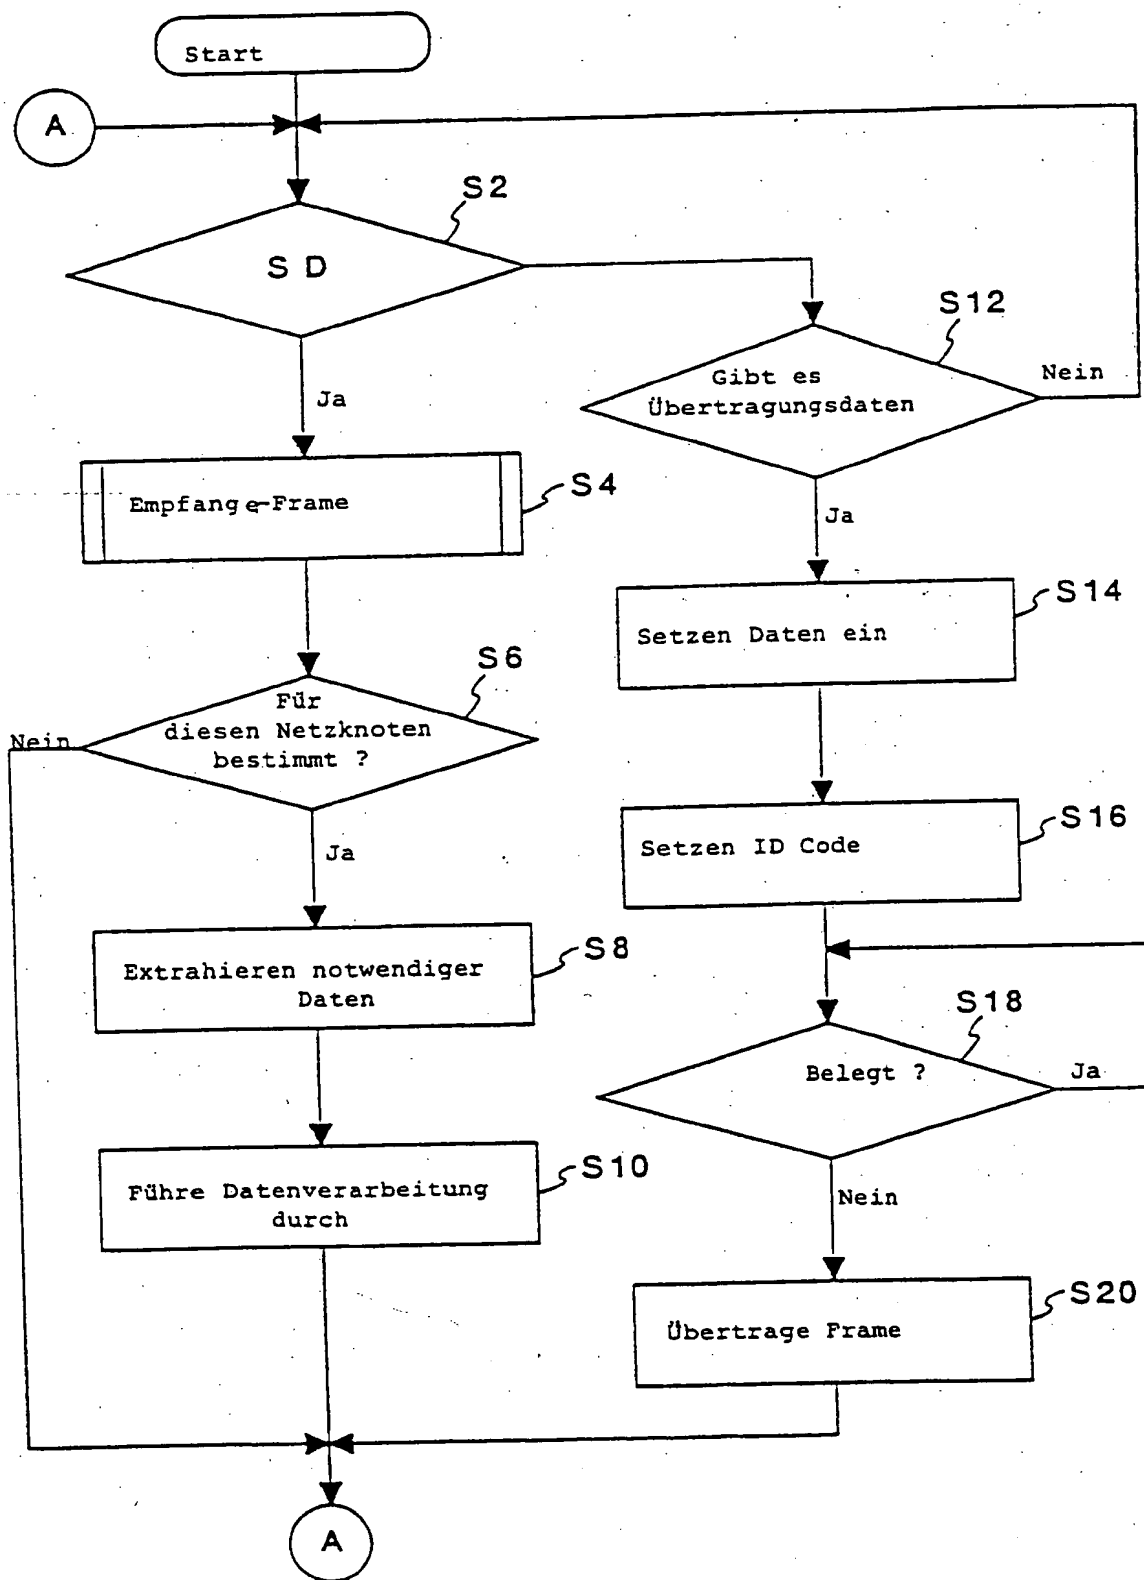 Start
A
S2
S D
S12
Gibt es
Übertragungsdaten
Nein
Ja
Empfange-Frame
S4
Ja
Setzen Daten ein
S14
S6
Für
diesen Netzknoten
bestimmt ?
Nein
Ja
Setzen ID Code
S16
Extrahieren notwendiger
Daten
S8
S18
Belegt ?
Ja
Führe Datenverarbeitung
durch
S10
Nein
Übertrage Frame
S20
A